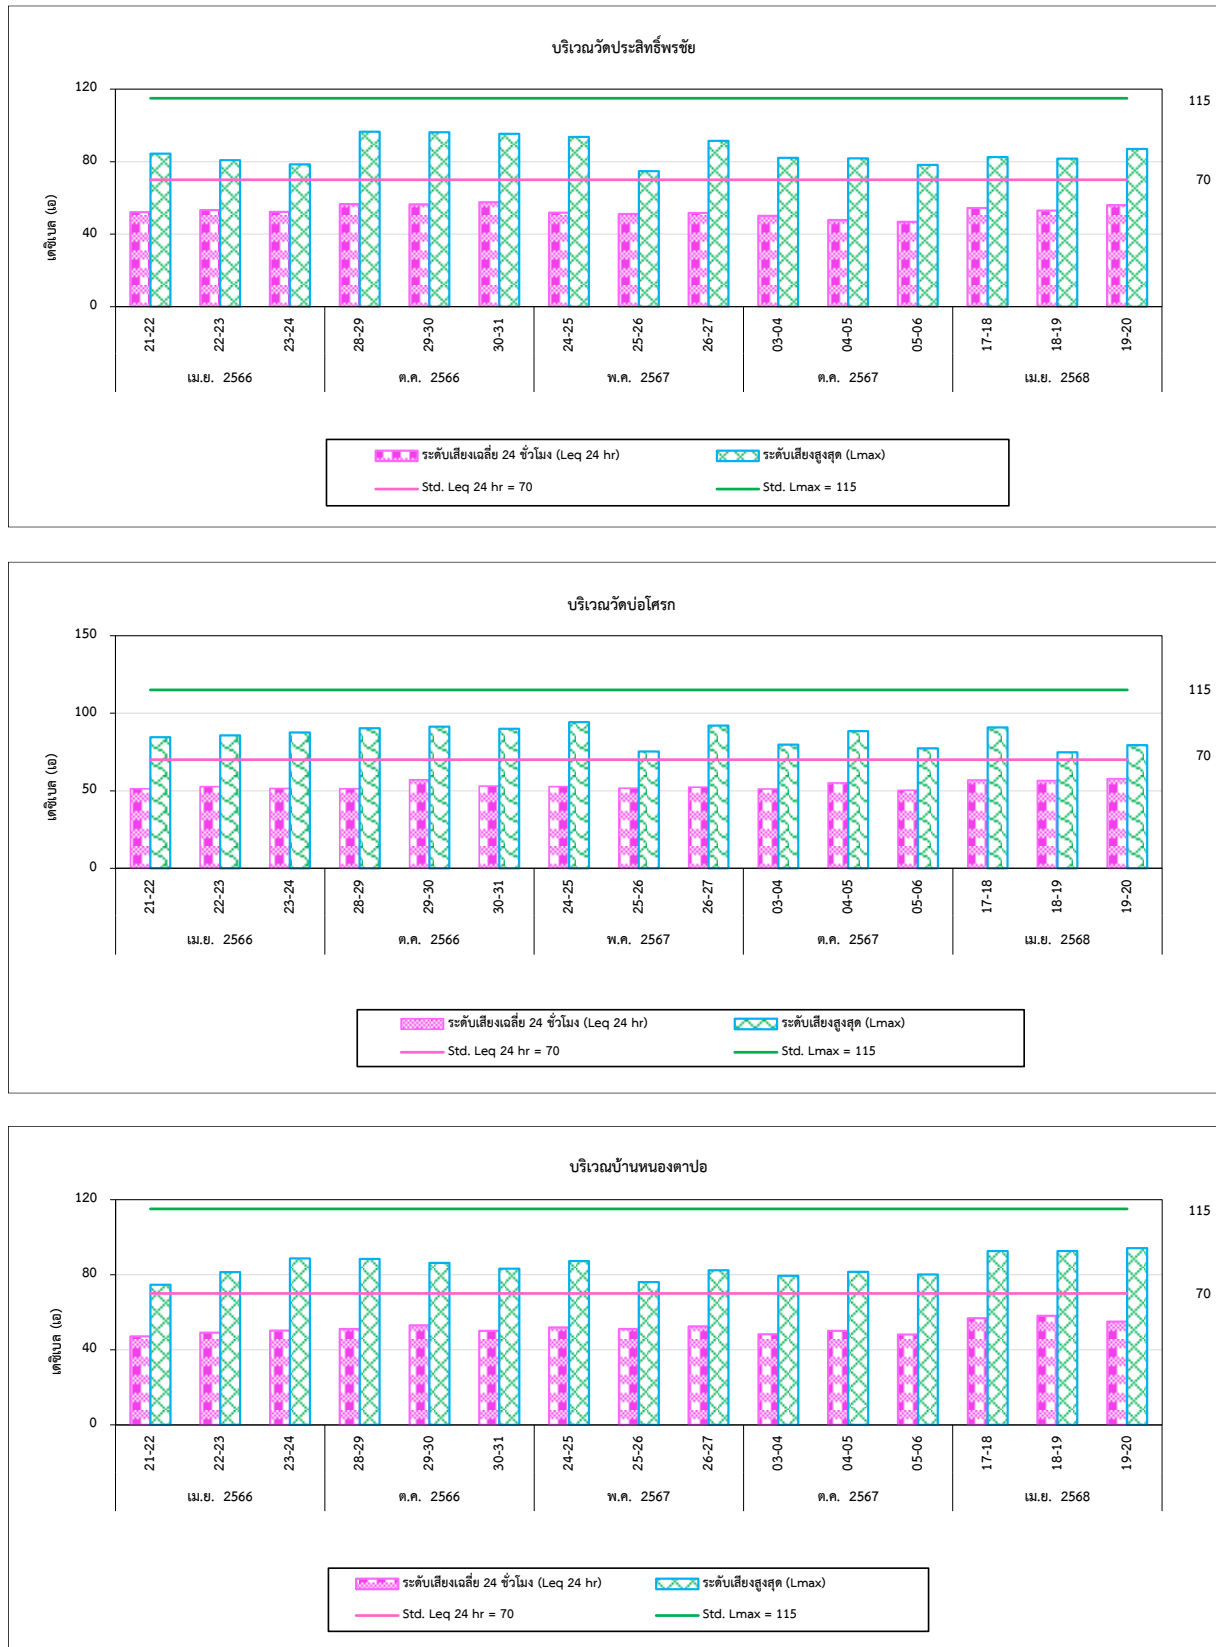 บริเวณวัดประสิทธิ์พรชัย
120
80
40
0
115
70
เดซิเบล (เอ)
21-22 22-23 23-24 28-29 29-30 30-31 24-25 25-26 26-27 03-04 04-05 05-06 17-18 18-19 19-20
เม.ย. 2566 ต.ค. 2566 พ.ค. 2567 ต.ค. 2567 เม.ย. 2568
ระดับเสียงเฉลี่ย 24 ชั่วโมง (Leq 24 hr) ระดับเสียงสูงสุด (Lmax)
Std. Leq 24 hr = 70 Std. Lmax = 115
บริเวณวัดบ่อโศรก
150
100
50
0
115
70
เดซิเบล (เอ)
21-22 22-23 23-24 28-29 29-30 30-31 24-25 25-26 26-27 03-04 04-05 05-06 17-18 18-19 19-20
เม.ย. 2566 ต.ค. 2566 พ.ค. 2567 ต.ค. 2567 เม.ย. 2568
ระดับเสียงเฉลี่ย 24 ชั่วโมง (Leq 24 hr) ระดับเสียงสูงสุด (Lmax)
Std. Leq 24 hr = 70 Std. Lmax = 115
บริเวณบ้านหนองตาปอ
120
80
40
0
115
70
เดซิเบล (เอ)
21-22 22-23 23-24 28-29 29-30 30-31 24-25 25-26 26-27 03-04 04-05 05-06 17-18 18-19 19-20
เม.ย. 2566 ต.ค. 2566 พ.ค. 2567 ต.ค. 2567 เม.ย. 2568
ระดับเสียงเฉลี่ย 24 ชั่วโมง (Leq 24 hr) ระดับเสียงสูงสุด (Lmax)
Std. Leq 24 hr = 70 Std. Lmax = 115